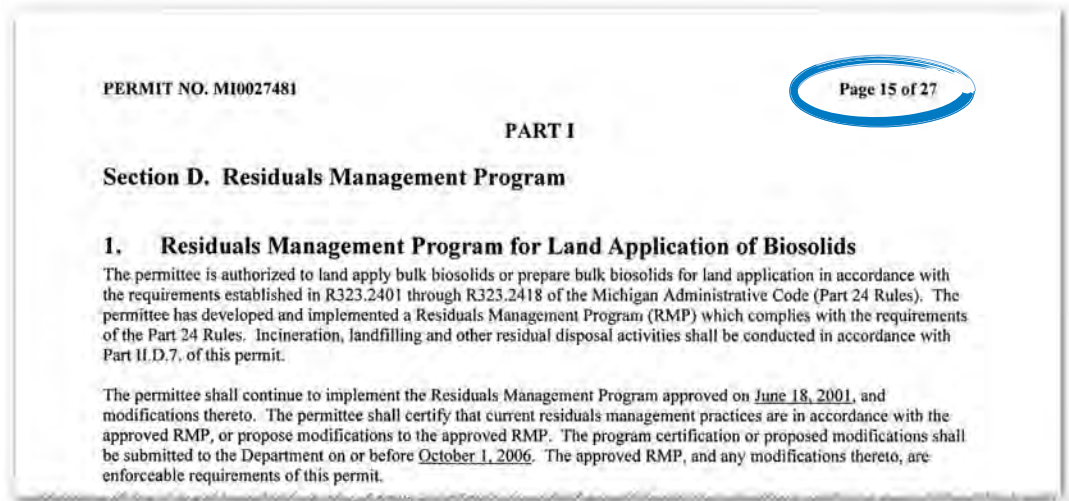 PERMIT NO. MI0027481
Page 15 of 27
PART I
Section D. Residuals Management Program
1. Residuals Management Program for Land Application of Biosolids
The permittee is authorized to land apply bulk biosolids or prepare bulk biosolids for land application in accordance with
the requirements established in R323.2401 through R323.2418 of the Michigan Administrative Code (Part 24 Rules). The
permittee has developed and implemented a Residuals Management Program (RMP) which complies with the requirements
of the Part 24 Rules. Incineration, landfilling and other residual disposal activities shall be conducted in accordance with
Part II.D.7. of this permit.
The permittee shall continue to implement the Residuals Management Program approved on June 18, 2001, and
modifications thereto. The permittee shall certify that current residuals management practices are in accordance with the
approved RMP, or propose modifications to the approved RMP. The program certification or proposed modifications shall
be submitted to the Department on or before October 1, 2006. The approved RMP, and any modifications thereto, are
enforceable requirements of this permit.